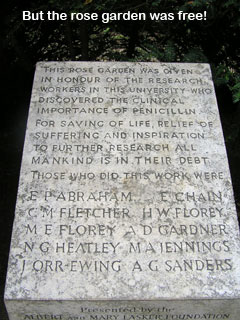 But the rose garden was free!
THIS ROSE GARDEN WAS GIVEN
IN HONOUR OF THE RESEARCH
WORKERS IN THIS UNIVERSITY WHO
DISCOVERED THE CLINICAL
IMPORTANCE OF PENICILLIN
FOR SAVING OF LIFE, RELIEF OF
SUFFERING AND INSPIRATION
TO FURTHER RESEARCH ALL
MANKIND IS IN THEIR DEBT
THOSE WHO DID THIS WORK WERE
E P ABRAHAM E CHAIN
C M FLETCHER H W FLOREY
M E FLOREY A D GARDNER
N G HEATLEY M A JENNINGS
J ORR-EWING A G SANDERS
Presented by the
ALBERT AND MARY LASKER FOUNDATION